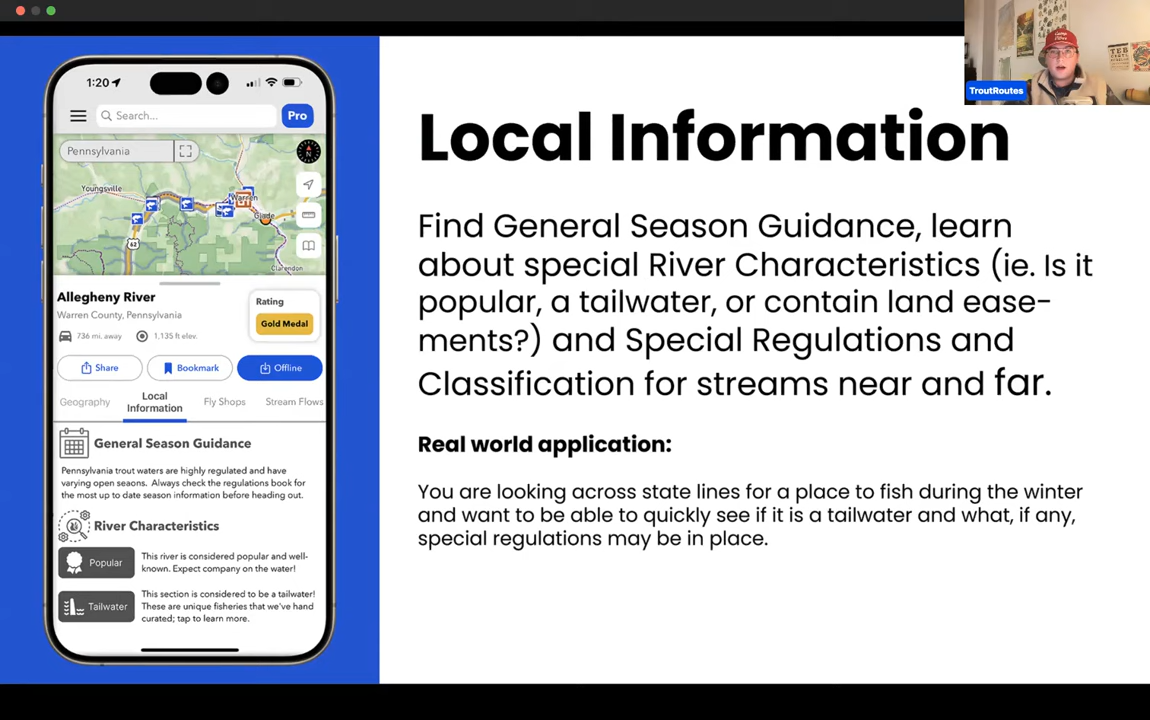 1:20
Search...
Pro
Pennsylvania
Youngsville
Warren
Glade
62
Clarendon
Allegheny River
Warren County, Pennsylvania
736 mi. away
1,135 ft elev.
Rating
Gold Medal
Share
Bookmark
Offline
Geography
Local
Information
Fly Shops
Stream Flows
General Season Guidance
Pennsylvania trout waters are highly regulated and have
varying open seaons. Always check the regulations book for
the most up to date season information before heading out.
River Characteristics
Popular
This river is considered popular and well-
known. Expect company on the water!
Tailwater
This section is considered to be a tailwater!
These are unique fisheries that we've hand
curated; tap to learn more.
TroutRoutes
Local Information
Find General Season Guidance, learn
about special River Characteristics (ie. Is it
popular, a tailwater, or contain land ease-
ments?) and Special Regulations and
Classification for streams near and far.
Real world application:
You are looking across state lines for a place to fish during the winter
and want to be able to quickly see if it is a tailwater and what, if any,
special regulations may be in place.